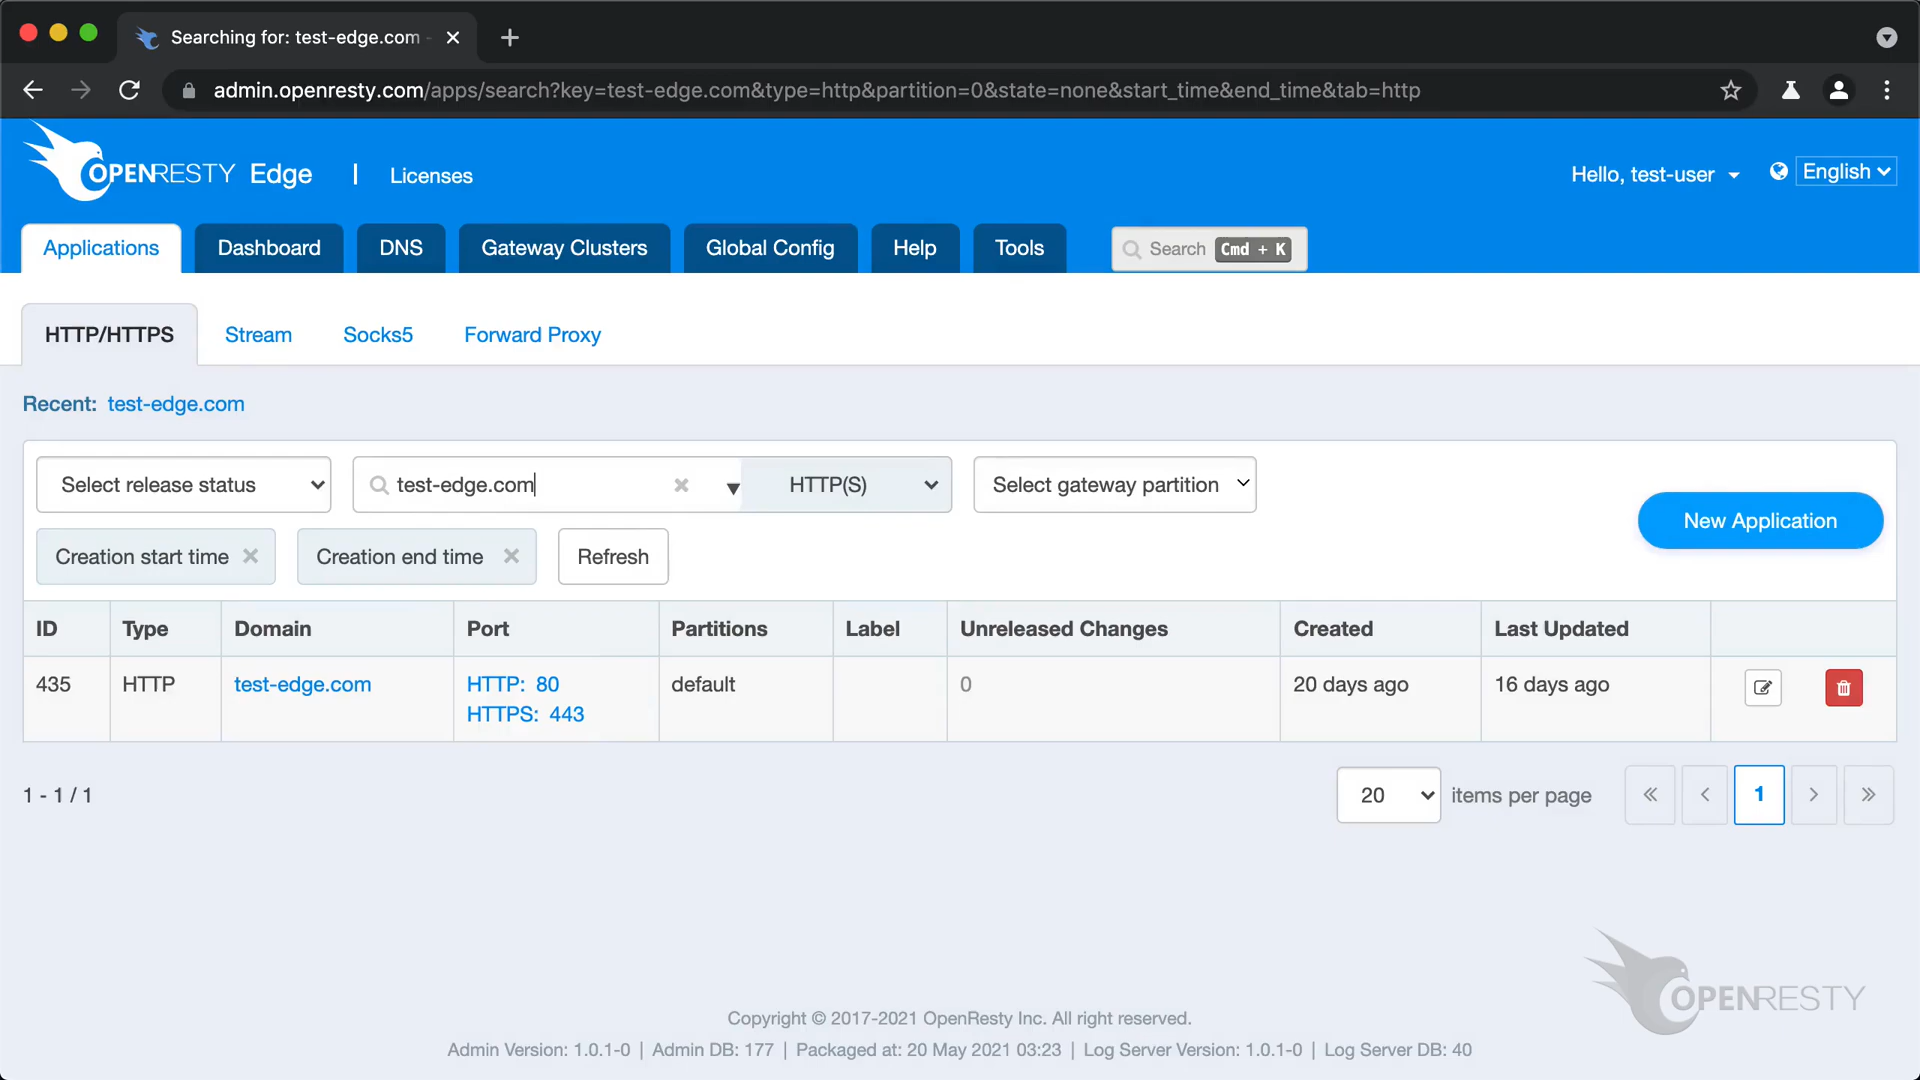 Searching for: test-edge.com -
admin.openresty.com/apps/search?key=test-edge.com&type=http&partition=0&state=none&start_time&end_time&tab=http
OPENRESTY Edge | Licenses
Hello, test-user
English
Applications
Dashboard
DNS
Gateway Clusters
Global Config
Help
Tools
Search Cmd + K
HTTP/HTTPS
Stream
Socks5
Forward Proxy
Recent: test-edge.com
Select release status
test-edge.com
HTTP(S)
Select gateway partition
New Application
Creation start time
Creation end time
Refresh
ID Type Domain Port Partitions Label Unreleased Changes Created Last Updated
435 HTTP test-edge.com HTTP: 80 default 0 20 days ago 16 days ago
HTTPS: 443
1 - 1 / 1
20 items per page
« ‹ 1 › »
OPENRESTY
Copyright © 2017-2021 OpenResty Inc. All right reserved.
Admin Version: 1.0.1-0 | Admin DB: 177 | Packaged at: 20 May 2021 03:23 | Log Server Version: 1.0.1-0 | Log Server DB: 40